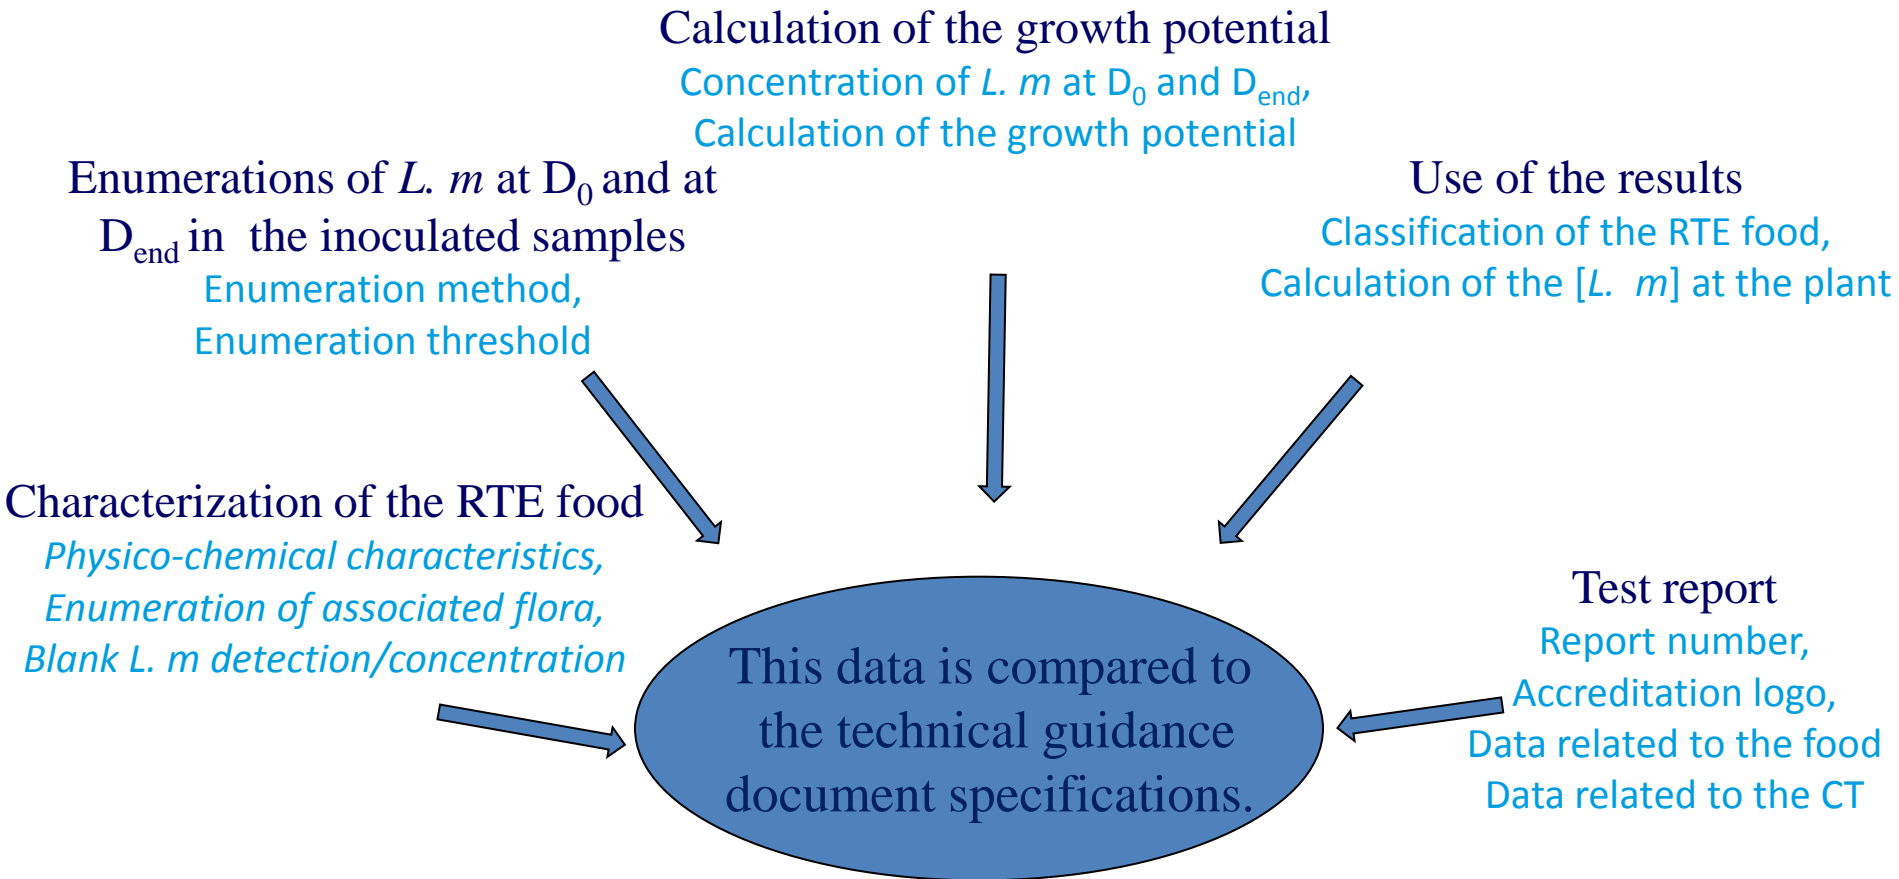 Calculation of the growth potential
Concentration of L. m at D0 and Dend,
Calculation of the growth potential
Enumerations of L. m at D0 and at
Dend in the inoculated samples
Enumeration method,
Enumeration threshold
Use of the results
Classification of the RTE food,
Calculation of the [L. m] at the plant
Characterization of the RTE food
Physico-chemical characteristics,
Enumeration of associated flora,
Blank L. m detection/concentration
Test report
Report number,
Accreditation logo,
Data related to the food
Data related to the CT
This data is compared to
the technical guidance
document specifications.